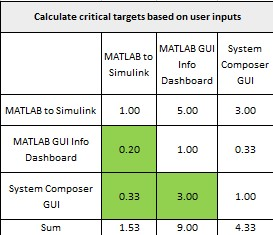 Calculate critical targets based on user inputs
MATLAB to Simulink MATLAB GUI Info Dashboard System Composer GUI
MATLAB to Simulink 1.00 5.00 3.00
MATLAB GUI Info Dashboard 0.20 1.00 0.33
System Composer GUI 0.33 3.00 1.00
Sum 1.53 9.00 4.33